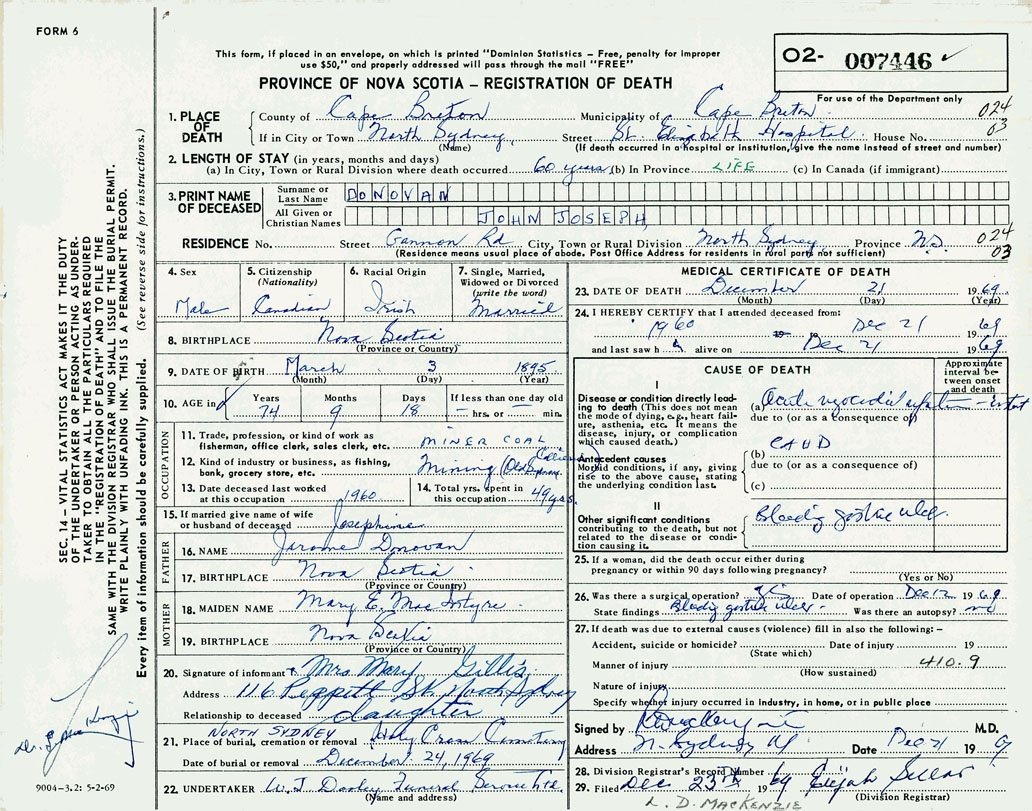 FORM 6
This form, if placed in an envelope, on which is printed "Dominion Statistics – Free, penalty for improper
use $50," and properly addressed will pass through the mail "FREE"
PROVINCE OF NOVA SCOTIA – REGISTRATION OF DEATH
O2- 007446 ✓
For use of the Department only
1. PLACE OF DEATH County of Cape Breton Municipality of Cape Breton 024
If in City or Town North Sydney, Street St. Elizabeth Hospital House No. 03
(Name) (If death occurred in a hospital or institution, give the name instead of street and number)
2. LENGTH OF STAY (in years, months and days)
(a) In City, Town or Rural Division where death occurred 60 years (b) In Province LIFE (c) In Canada (if immigrant)
3. PRINT NAME OF DECEASED Surname or Last Name DONOVAN
All Given or Christian Names JOHN JOSEPH
RESIDENCE No. Street Gannon Rd City, Town or Rural Division North Sydney Province N.S. 024
(Residence means usual place of abode. Post Office Address for residents in rural parts not sufficient) 03
4. Sex Male
5. Citizenship (Nationality) Canadian
6. Racial Origin Irish
7. Single, Married, Widowed or Divorced (write the word) Married
8. BIRTHPLACE Nova Scotia
(Province or Country)
9. DATE OF BIRTH March 3 1895
(Month) (Day) (Year)
10. AGE in Years Months Days If less than one day old
74 9 18 – hrs. or – min.
OCCUPATION
11. Trade, profession, or kind of work as
fisherman, office clerk, sales clerk, etc. MINER COAL
12. Kind of industry or business, as fishing,
bank, grocery store, etc. Mining (Old Sydney
13. Date deceased last worked
at this occupation 1960
14. Total yrs. spent in
this occupation 49 yrs.
15. If married give name of wife
or husband of deceased Josephine
FATHER
16. NAME Jerome Donovan
17. BIRTHPLACE Nova Scotia
(Province or Country)
MOTHER
18. MAIDEN NAME Mary E. MacIntyre
19. BIRTHPLACE Nova Scotia
(Province or Country)
20. Signature of informant Mrs Mary Gillis
Address 116 Peppett St. North Sydney
Relationship to deceased daughter
NORTH SYDNEY
21. Place of burial, cremation or removal Holy Cross Cemetery
Date of burial or removal December 24, 1969
22. UNDERTAKER W. J. Dooley Funeral Service
(Name and address)
MEDICAL CERTIFICATE OF DEATH
23. DATE OF DEATH December 21 1969
(Month) (Day) (Year)
24. I HEREBY CERTIFY that I attended deceased from:
1960 19 to Dec 21 1969
and last saw h alive on Dec 21 1969
CAUSE OF DEATH
Approximate interval between onset and death
I
Disease or condition directly leading to death (This does not mean the mode of dying, e.g., heart failure, asthenia, etc. It means the disease, injury, or complication which caused death.)
(a) Acute myocardial
due to (or as a consequence of)
Antecedent causes
Morbid conditions, if any, giving rise to the above cause, stating the underlying condition last.
(b)
due to (or as a consequence of)
(c)
II
Other significant conditions contributing to the death, but not related to the disease or condition causing it.
Bleeding gastric ulcer.
25. If a woman, did the death occur either during
pregnancy or within 90 days following pregnancy?
(Yes or No)
26. Was there a surgical operation? yes Date of operation Dec 12 1969
State findings Bleeding gastric ulcer - Was there an autopsy? no
27. If death was due to external causes (violence) fill in also the following: –
Accident, suicide or homicide? Date of injury 19
(State which)
Manner of injury 410.9
(How sustained)
Nature of injury
Specify whether injury occurred in industry, in home, or in public place
Signed by M.D.
Address N. Sydney Date Dec 21 19
28. Division Registrar's Record Number
29. Filed Dec 23rd 1969 Elijah
(Division Registrar)
L. D. MACKENZIE
SEC. 14 – VITAL STATISTICS ACT MAKES IT THE DUTY
OF THE UNDERTAKER OR PERSON ACTING AS UNDER-
TAKER TO OBTAIN ALL THE PARTICULARS REQUIRED
IN THE "REGISTRATION OF DEATH" AND TO FILE THE
SAME WITH THE DIVISION REGISTRAR WHO SHALL ISSUE THE BURIAL PERMIT.
WRITE PLAINLY WITH UNFADING INK. THIS IS A PERMANENT RECORD.
Every item of information should be carefully supplied. (See reverse side for instructions.)
9004-3.2: 5-2-69